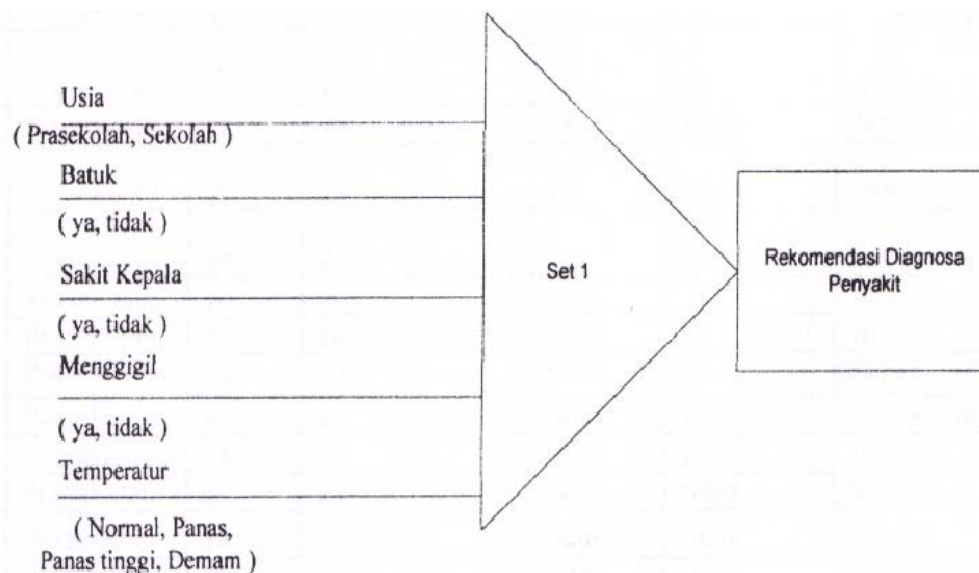 Usia
( Prasekolah, Sekolah )
Batuk
( ya, tidak )
Sakit Kepala
( ya, tidak )
Menggigil
( ya, tidak )
Temperatur
( Normal, Panas,
Panas tinggi, Demam )
Set 1
Rekomendasi Diagnosa
Penyakit